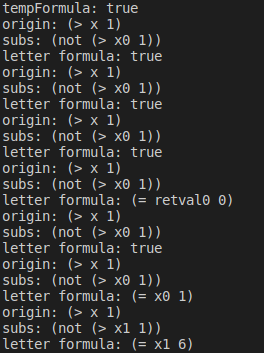 tempFormula: true
origin: (> x 1)
subs: (not (> x0 1))
letter formula: true
origin: (> x 1)
subs: (not (> x0 1))
letter formula: true
origin: (> x 1)
subs: (not (> x0 1))
letter formula: true
origin: (> x 1)
subs: (not (> x0 1))
letter formula: (= retval0 0)
origin: (> x 1)
subs: (not (> x0 1))
letter formula: true
origin: (> x 1)
subs: (not (> x0 1))
letter formula: (= x0 1)
origin: (> x 1)
subs: (not (> x1 1))
letter formula: (= x1 6)